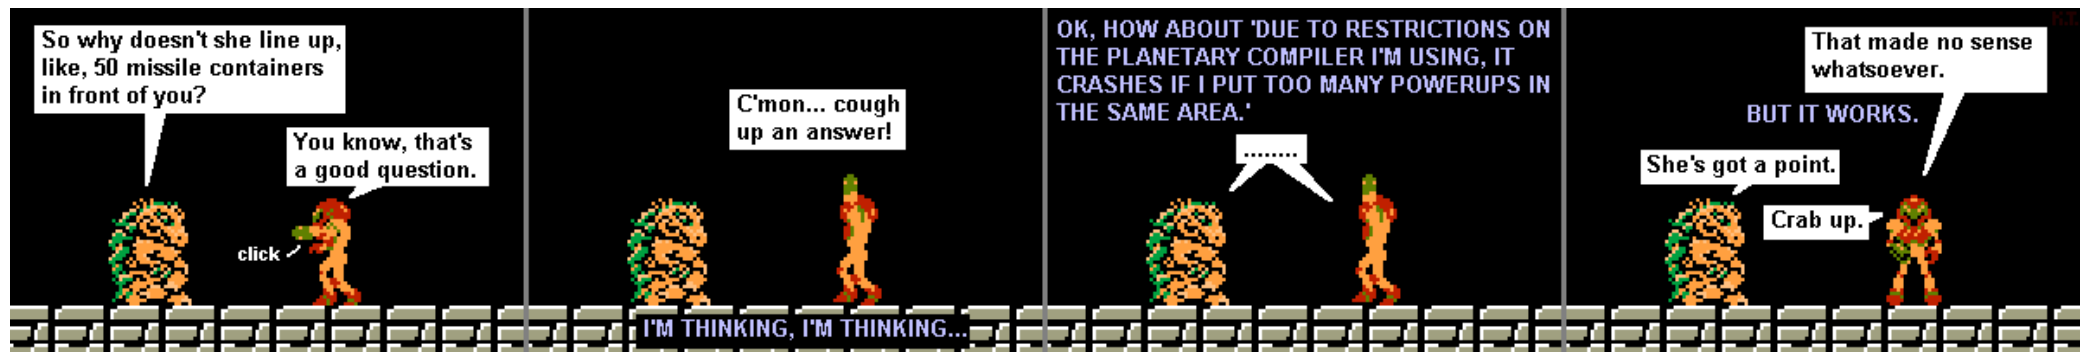 So why doesn't she line up,
like, 50 missile containers
in front of you?
You know, that's
a good question.
click
C'mon... cough
up an answer!
I'M THINKING, I'M THINKING...
OK, HOW ABOUT 'DUE TO RESTRICTIONS ON
THE PLANETARY COMPILER I'M USING, IT
CRASHES IF I PUT TOO MANY POWERUPS IN
THE SAME AREA.'
........
That made no sense
whatsoever.
BUT IT WORKS.
She's got a point.
Crab up.